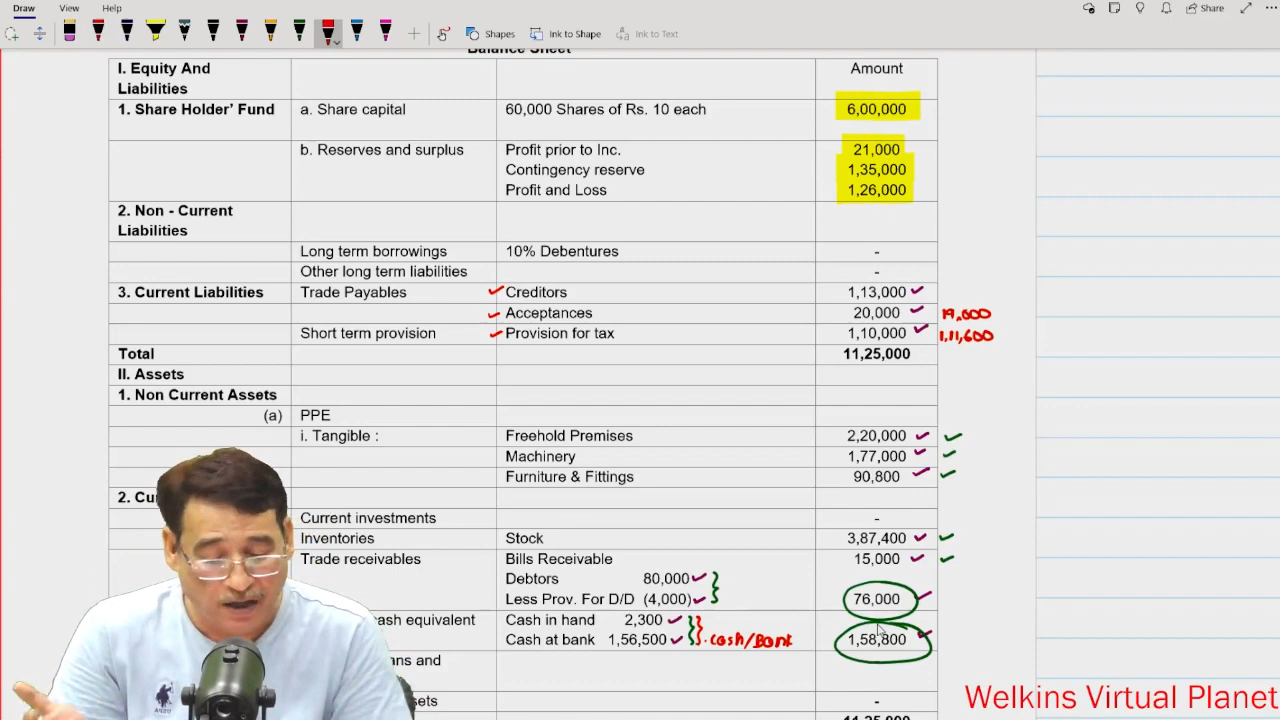 Draw View Help
Share
Shapes Ink to Shape Ink to Text
Balance Sheet
I. Equity And Liabilities Amount
1. Share Holder' Fund a. Share capital 60,000 Shares of Rs. 10 each 6,00,000
b. Reserves and surplus Profit prior to Inc. 21,000
Contingency reserve 1,35,000
Profit and Loss 1,26,000
2. Non - Current Liabilities
Long term borrowings 10% Debentures -
Other long term liabilities -
3. Current Liabilities Trade Payables Creditors 1,13,000
Acceptances 20,000 19,000
Short term provision Provision for tax 1,10,000 1,11,600
Total 11,25,000
II. Assets
1. Non Current Assets
(a) PPE
i. Tangible : Freehold Premises 2,20,000
Machinery 1,77,000
Furniture & Fittings 90,800
2. Cu
Current investments -
Inventories Stock 3,87,400
Trade receivables Bills Receivable 15,000
Debtors 80,000
Less Prov. For D/D (4,000) 76,000
ash equivalent Cash in hand 2,300
Cash at bank 1,56,500 Cash/Bank 1,58,800
ns and
sets -
11,25,000
Welkins Virtual Planet